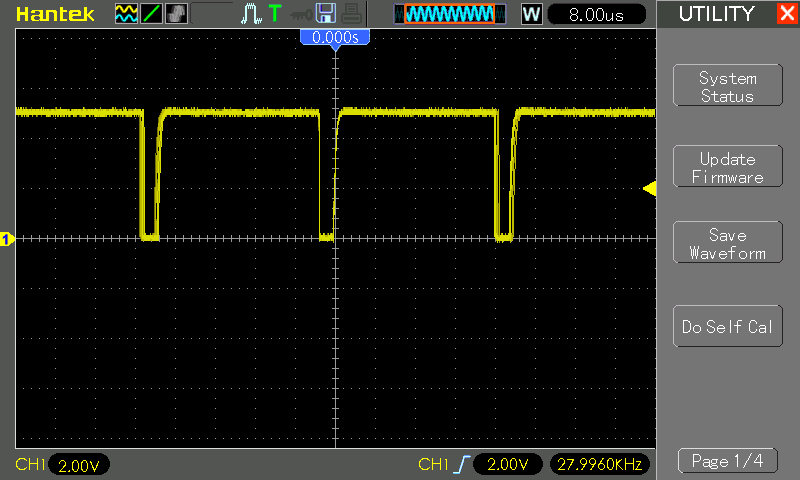 Hantek
T
W
8.00us
UTILITY
X
0.000s
System
Status
Update
Firmware
1
Save
Waveform
Do Self Cal
CH1 2.00V
CH1 2.00V 27.9960KHz
Page 1/4